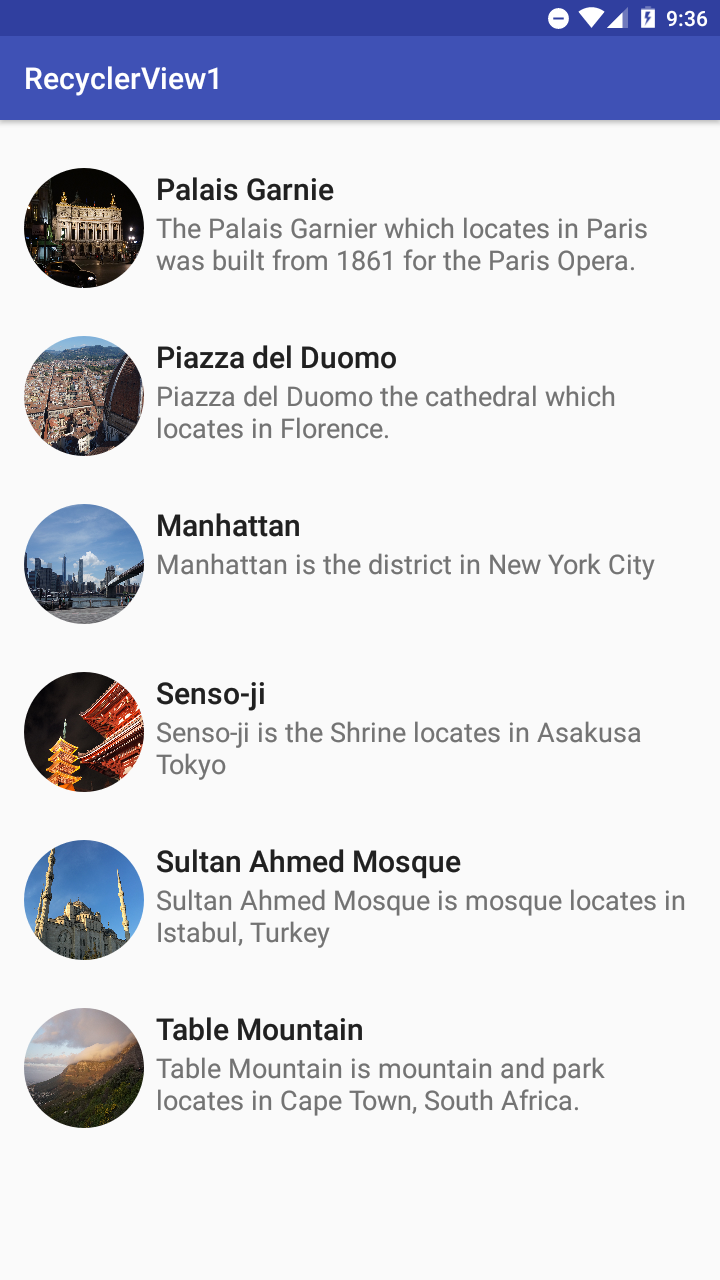 9:36
RecyclerView1
Palais Garnie
The Palais Garnier which locates in Paris
was built from 1861 for the Paris Opera.
Piazza del Duomo
Piazza del Duomo the cathedral which
locates in Florence.
Manhattan
Manhattan is the district in New York City
Senso-ji
Senso-ji is the Shrine locates in Asakusa
Tokyo
Sultan Ahmed Mosque
Sultan Ahmed Mosque is mosque locates in
Istabul, Turkey
Table Mountain
Table Mountain is mountain and park
locates in Cape Town, South Africa.